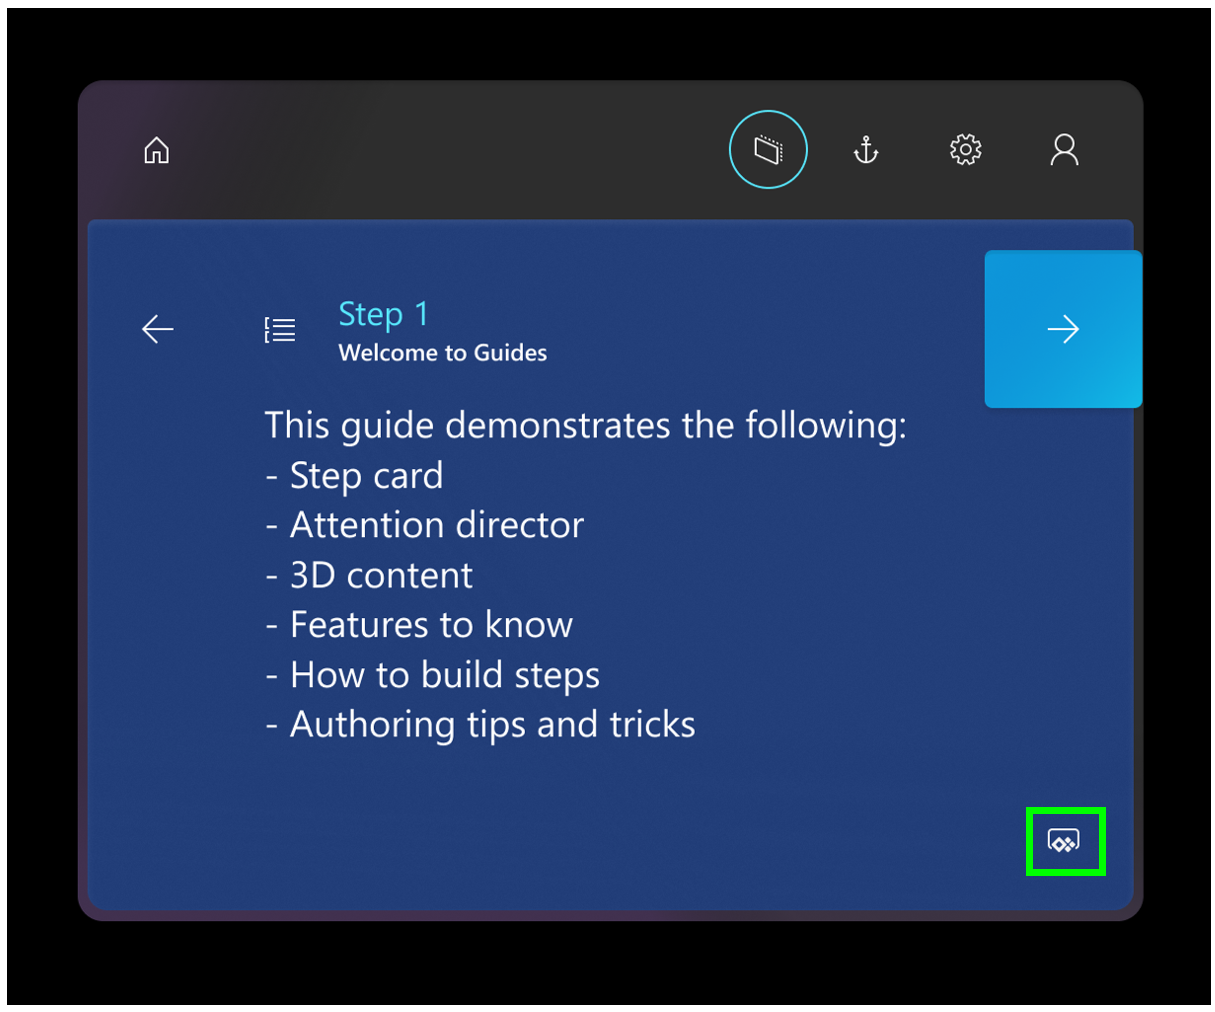 Step 1
Welcome to Guides
This guide demonstrates the following:
- Step card
- Attention director
- 3D content
- Features to know
- How to build steps
- Authoring tips and tricks